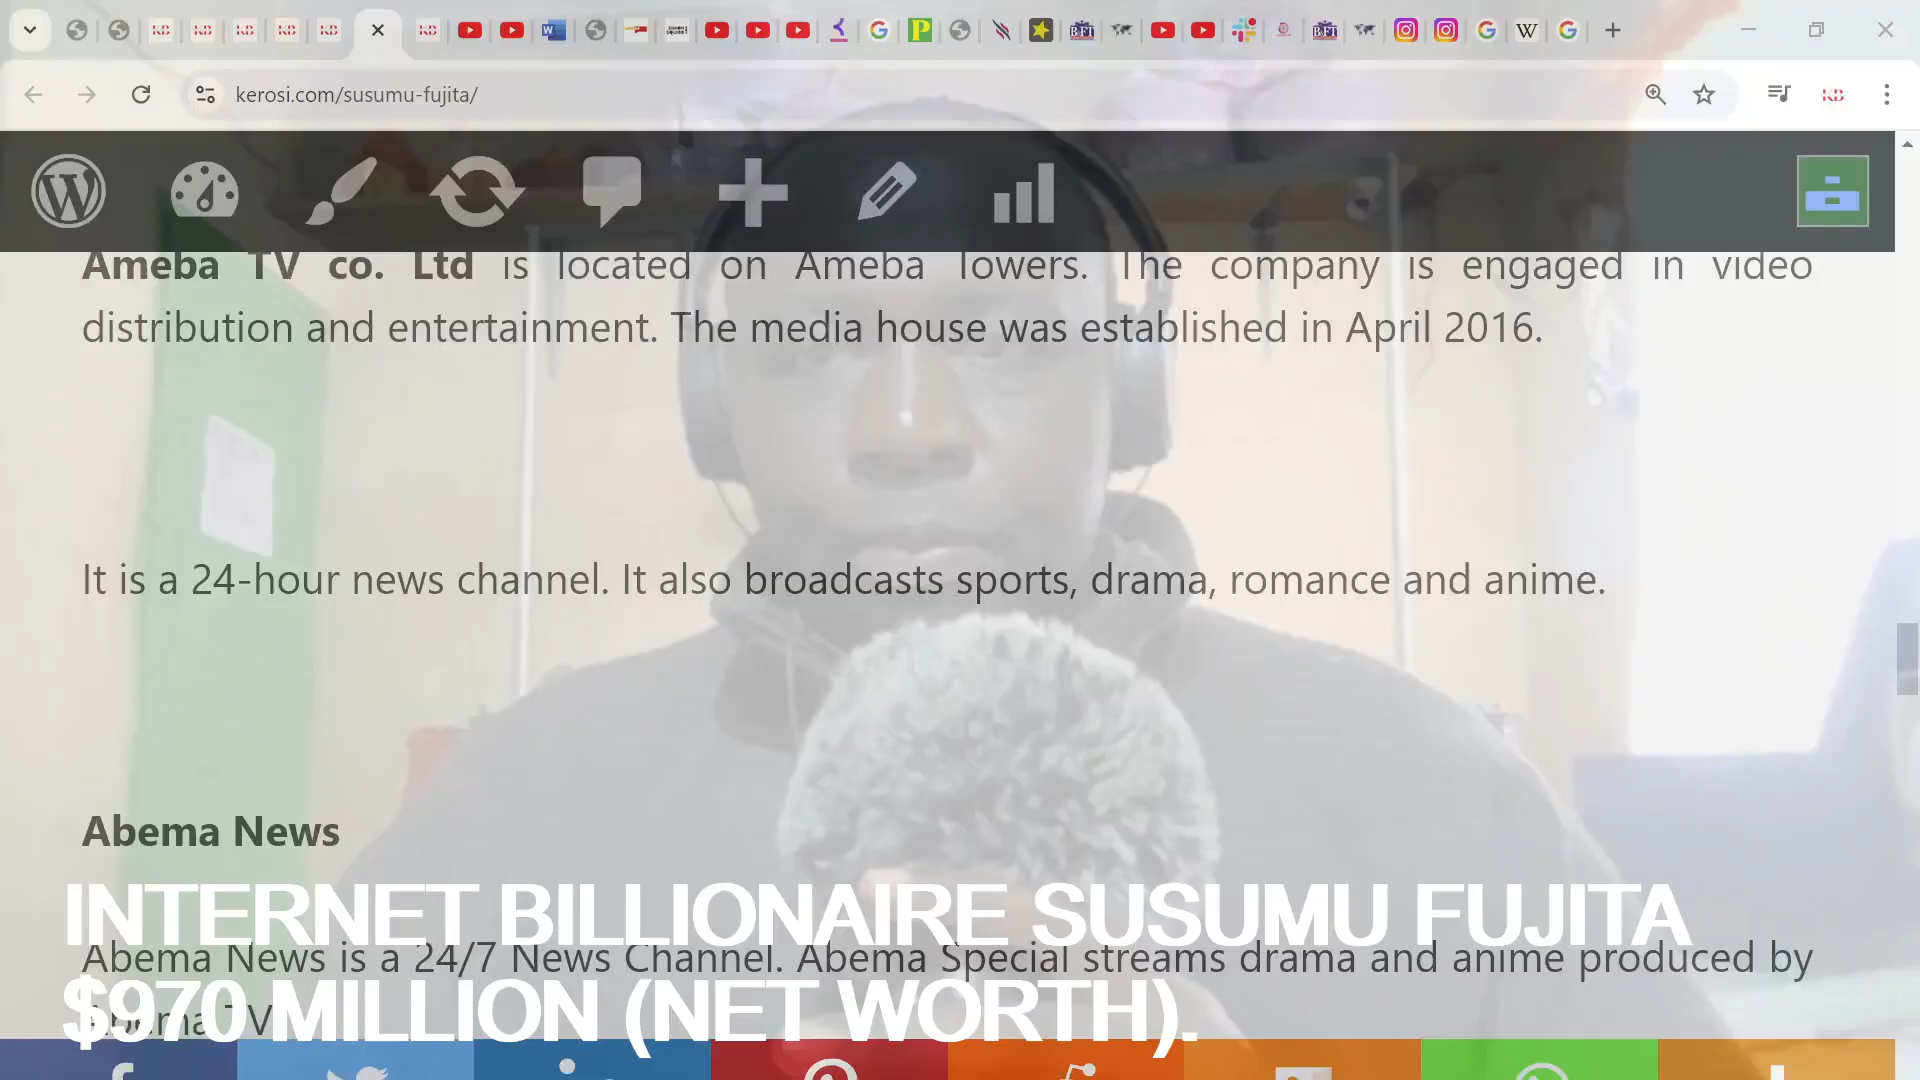 kerosi.com/susumu-fujita/
Ameba TV co. Ltd is located on Ameba Towers. The company is engaged in video
distribution and entertainment. The media house was established in April 2016.
It is a 24-hour news channel. It also broadcasts sports, drama, romance and anime.
Abema News
INTERNET BILLIONAIRE SUSUMU FUJITA
Abema News is a 24/7 News Channel. Abema Special streams drama and anime produced by
$970 MILLION (NET WORTH).
Abema TV